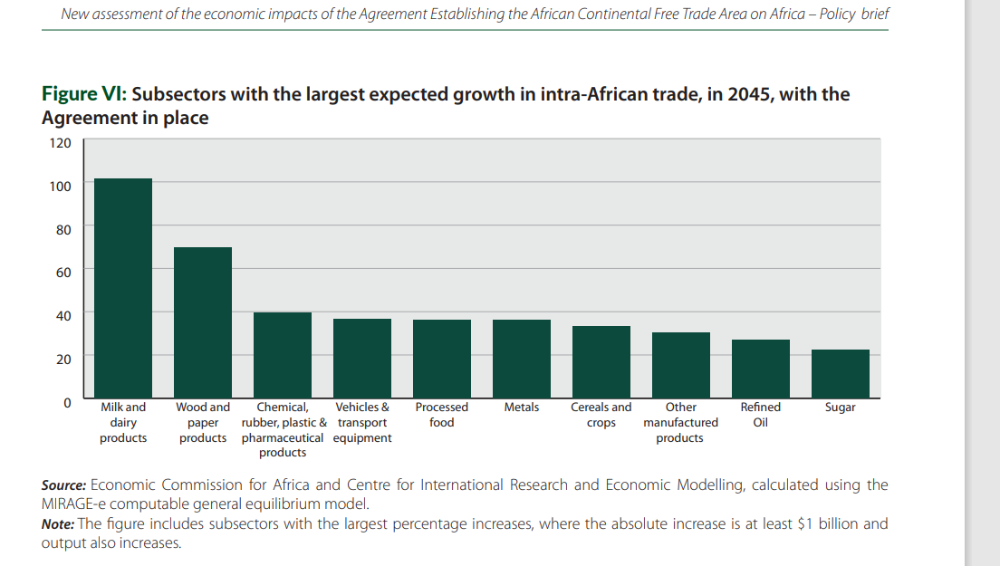 New assessment of the economic impacts of the Agreement Establishing the African Continental Free Trade Area on Africa – Policy brief
Figure VI: Subsectors with the largest expected growth in intra-African trade, in 2045, with the
Agreement in place
120
100
80
60
40
20
0
Milk and
dairy
products
Wood and
paper
products
Chemical,
rubber, plastic &
pharmaceutical
products
Vehicles &
transport
equipment
Processed
food
Metals
Cereals and
crops
Other
manufactured
products
Refined
Oil
Sugar
Source: Economic Commission for Africa and Centre for International Research and Economic Modelling, calculated using the
MIRAGE-e computable general equilibrium model.
Note: The figure includes subsectors with the largest percentage increases, where the absolute increase is at least $1 billion and
output also increases.